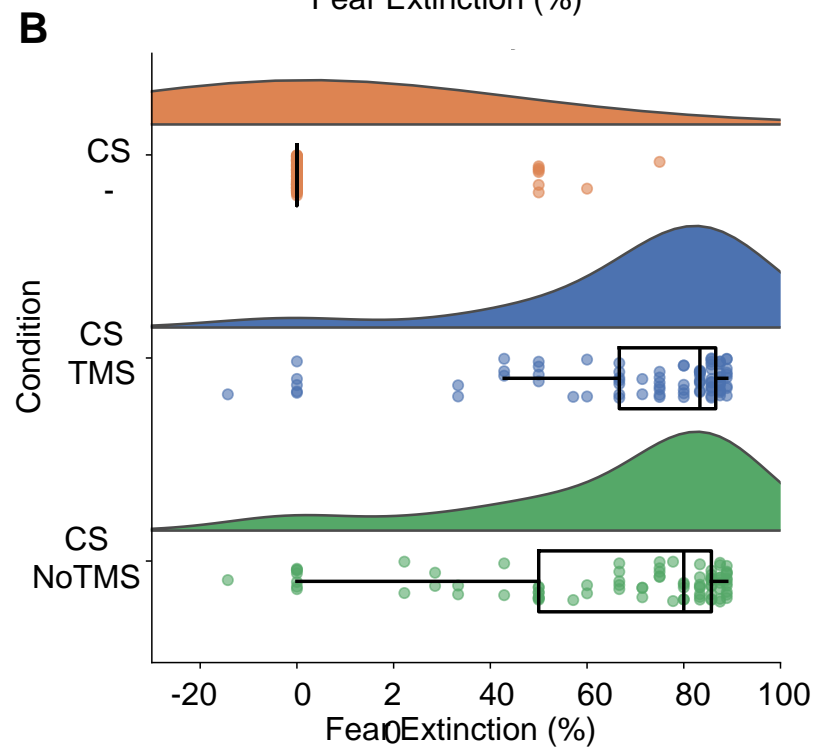 Fear Extinction (%)
B
CS
-
CS
TMS
CS
NoTMS
Condition
-20 0 2 40 60 80 100
0
Fear Extinction (%)